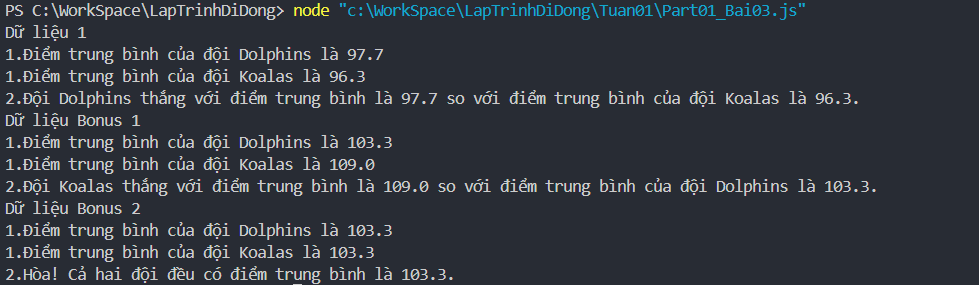 PS C:\WorkSpace\LapTrinhDiDong> node "c:\WorkSpace\LapTrinhDiDong\Tuan01\Part01_Bai03.js"
Dữ liệu 1
1.Điểm trung bình của đội Dolphins là 97.7
1.Điểm trung bình của đội Koalas là 96.3
2.Đội Dolphins thắng với điểm trung bình là 97.7 so với điểm trung bình của đội Koalas là 96.3.
Dữ liệu Bonus 1
1.Điểm trung bình của đội Dolphins là 103.3
1.Điểm trung bình của đội Koalas là 109.0
2.Đội Koalas thắng với điểm trung bình là 109.0 so với điểm trung bình của đội Dolphins là 103.3.
Dữ liệu Bonus 2
1.Điểm trung bình của đội Dolphins là 103.3
1.Điểm trung bình của đội Koalas là 103.3
2.Hòa! Cả hai đội đều có điểm trung bình là 103.3.